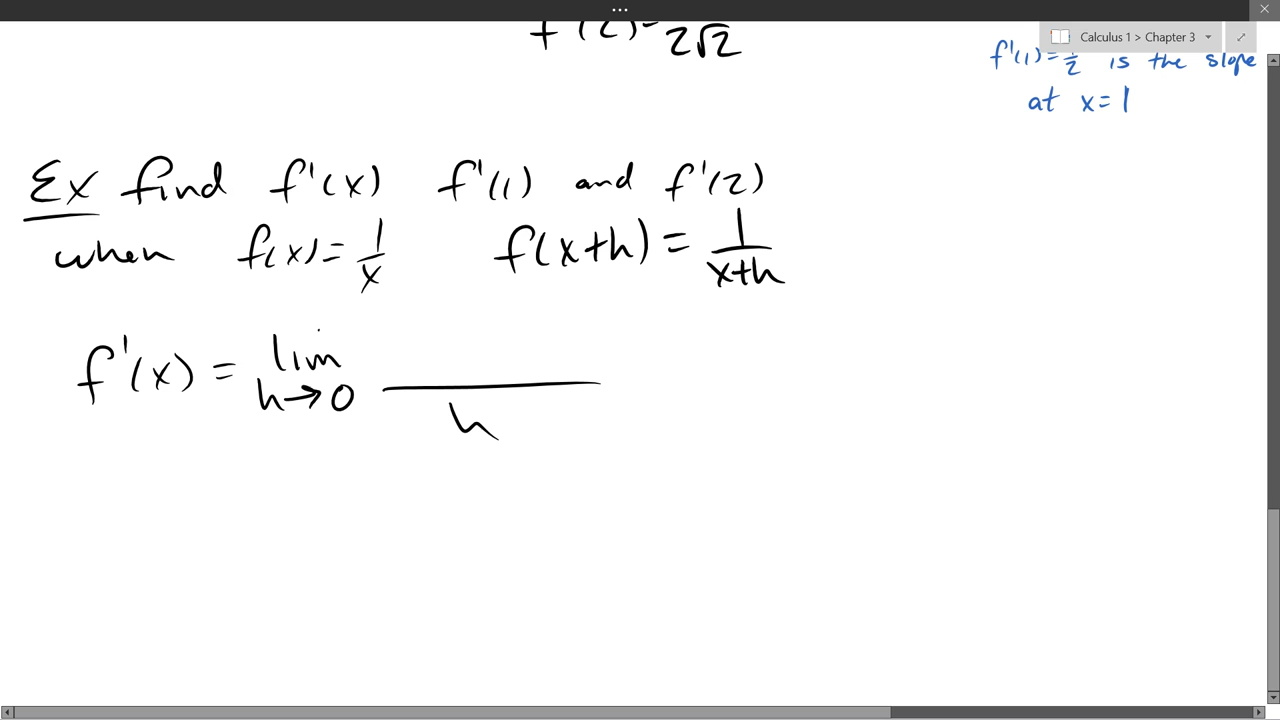 ...
Calculus 1 > Chapter 3
f'(2)= 2√2
f'(1)=1/2 is the slope
at x=1
Ex find f'(x) f'(1) and f'(2)
when f(x)=1/x f(x+h)=1/(x+h)
f'(x)=lim
h→0
h